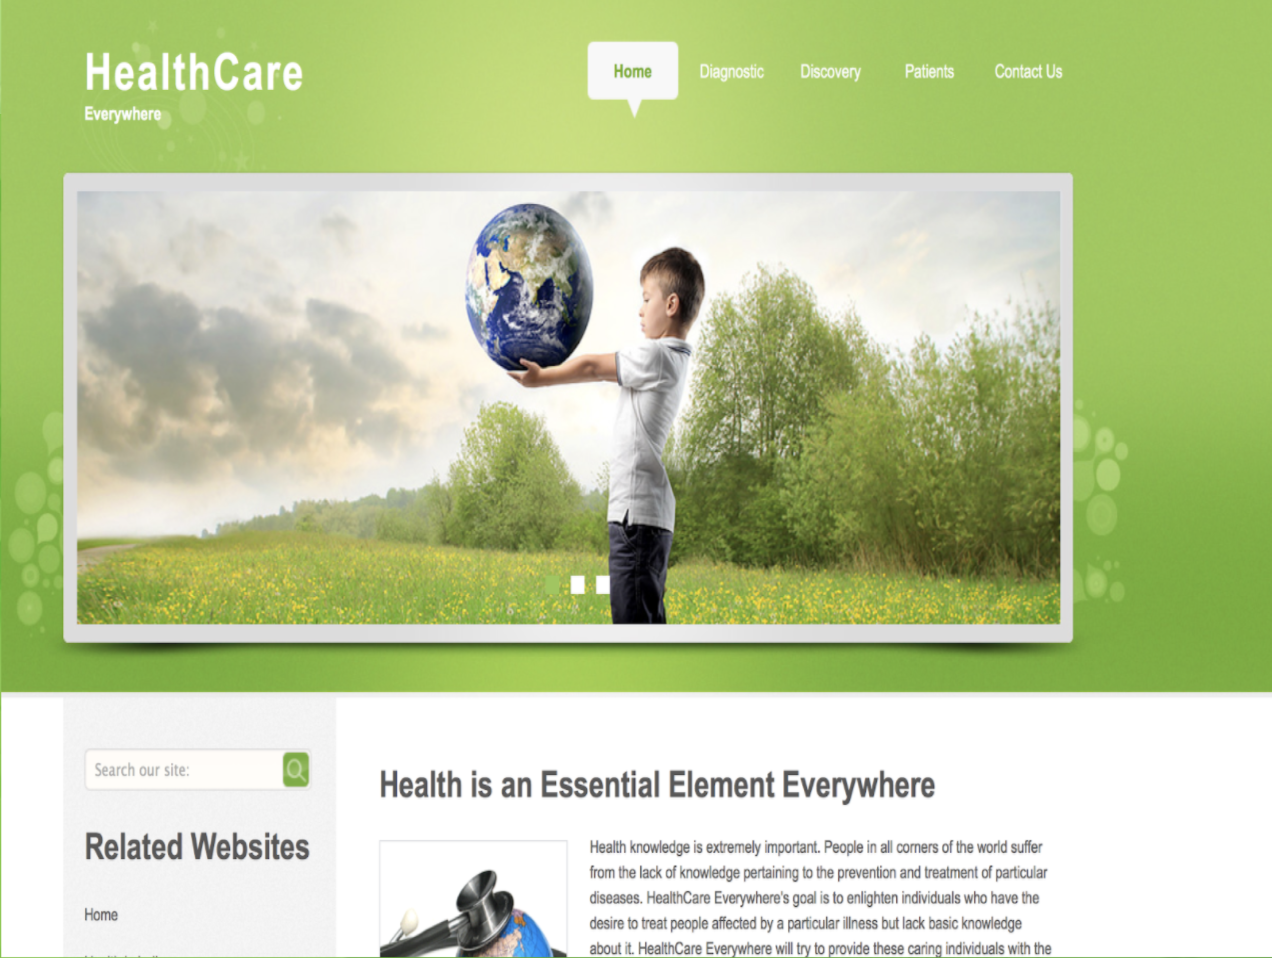 HealthCare
Everywhere
Home
Diagnostic
Discovery
Patients
Contact Us
Search our site:
Related Websites
Home
Health is an Essential Element Everywhere
Health knowledge is extremely important. People in all corners of the world suffer
from the lack of knowledge pertaining to the prevention and treatment of particular
diseases. HealthCare Everywhere's goal is to enlighten individuals who have the
desire to treat people affected by a particular illness but lack basic knowledge
about it. HealthCare Everywhere will try to provide these caring individuals with the